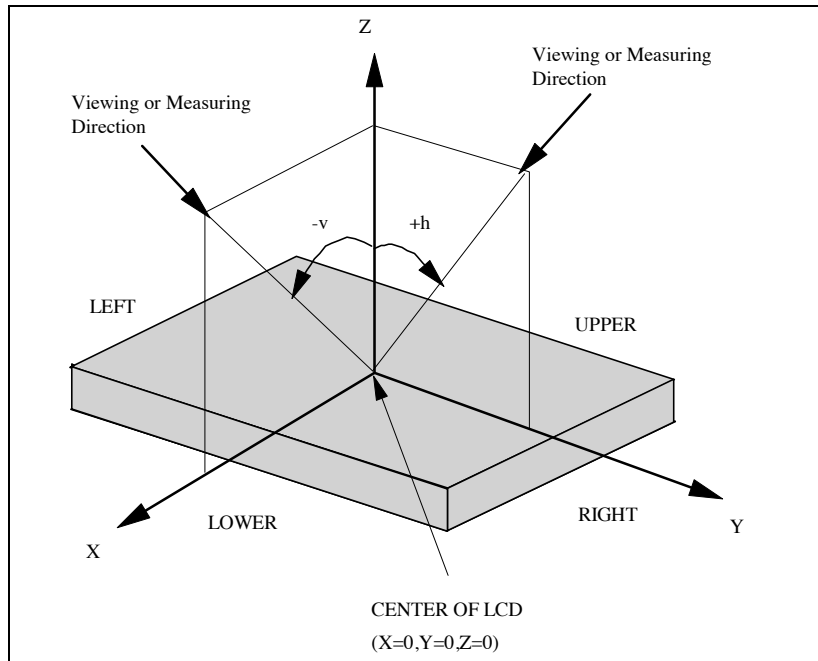 Z
Viewing or Measuring
Direction
Viewing or Measuring
Direction
-v
+h
LEFT
UPPER
LOWER
RIGHT
X
Y
CENTER OF LCD
(X=0,Y=0,Z=0)